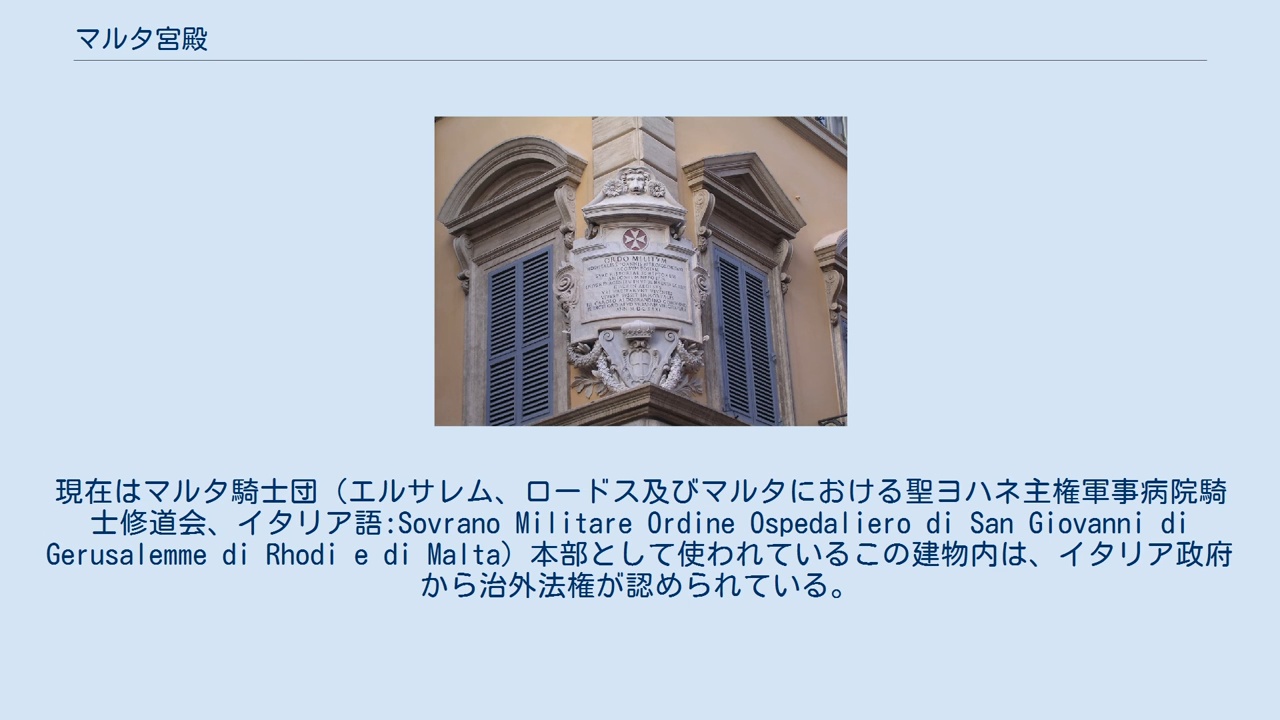 マルタ宮殿
ORDO MILITVM
現在はマルタ騎士団（エルサレム、ロードス及びマルタにおける聖ヨハネ主権軍事病院騎
士修道会、イタリア語:Sovrano Militare Ordine Ospedaliero di San Giovanni di
Gerusalemme di Rhodi e di Malta）本部として使われているこの建物内は、イタリア政府
から治外法権が認められている。